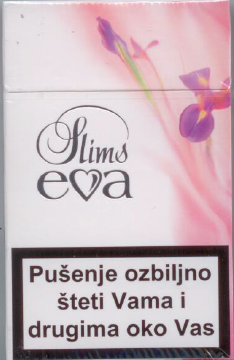 Slims
eva
Pušenje ozbiljno
šteti Vama i
drugima oko Vas